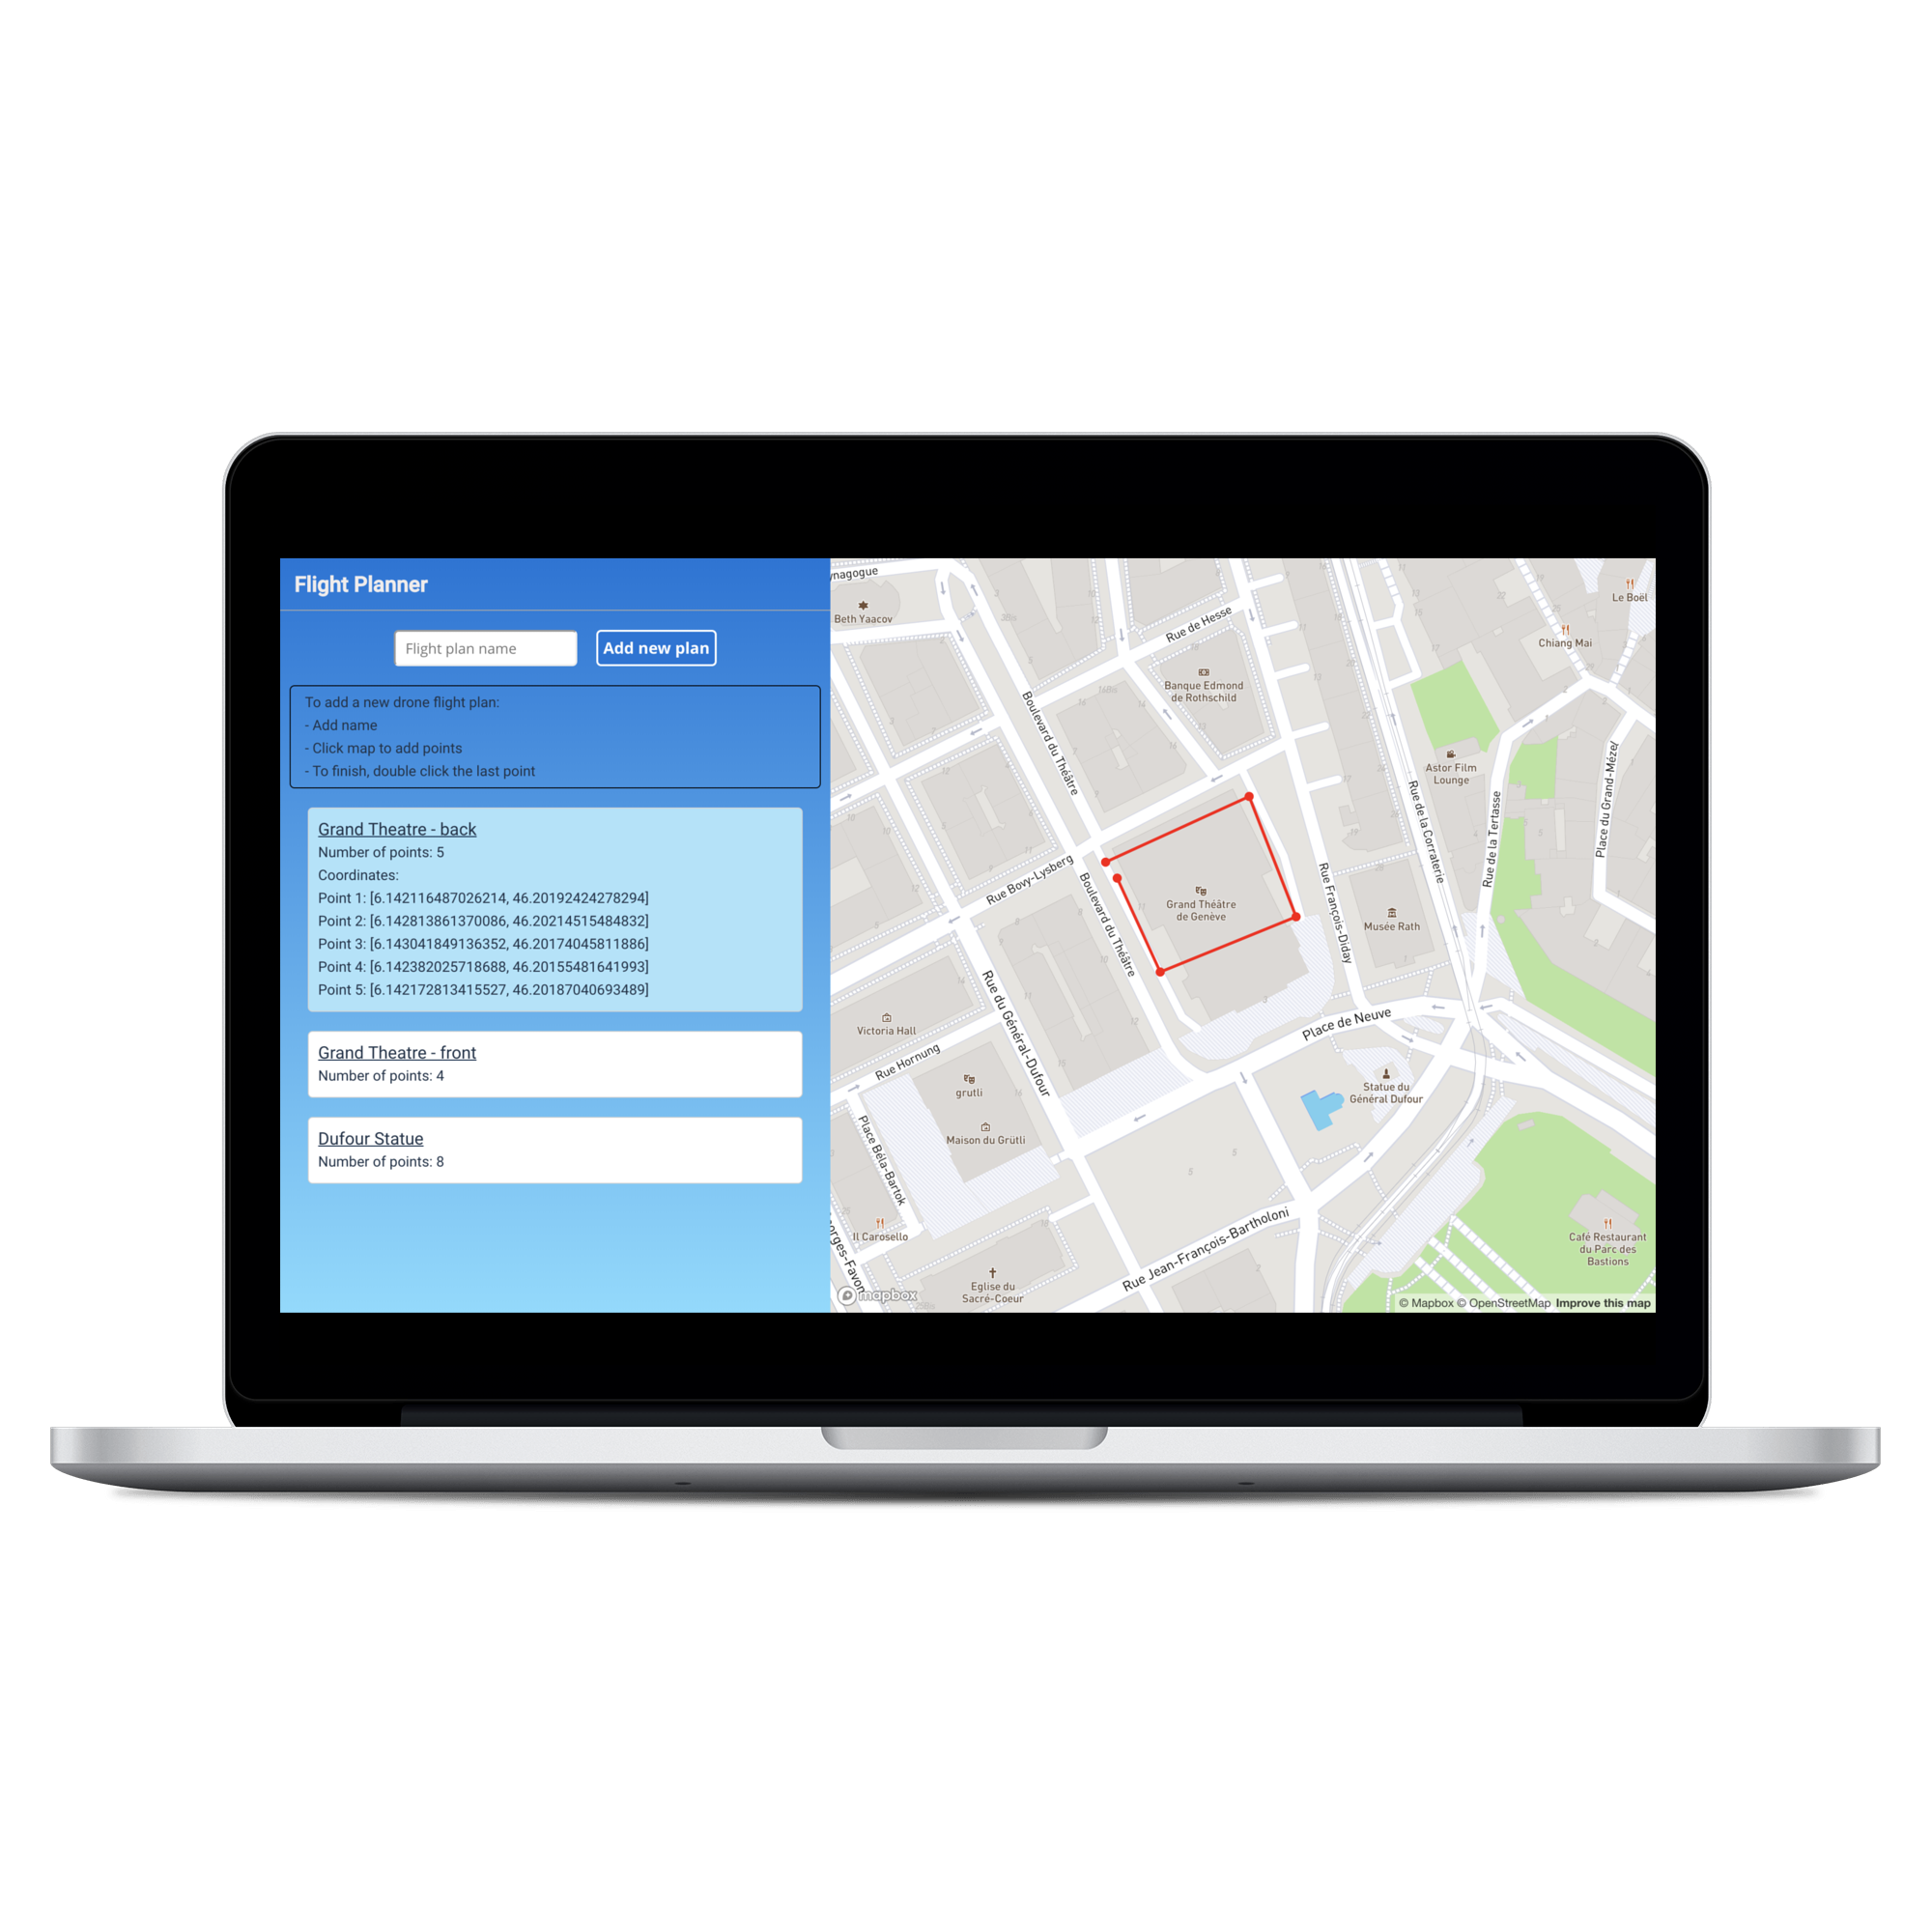 Flight Planner
Flight plan name
Add new plan
To add a new drone flight plan:
- Add name
- Click map to add points
- To finish, double click the last point
Grand Theatre - back
Number of points: 5
Coordinates:
Point 1: [6.142116487026214, 46.20192424278294]
Point 2: [6.142813861370086, 46.20214515484832]
Point 3: [6.143041849136352, 46.20174045811886]
Point 4: [6.142382025718688, 46.20155481641993]
Point 5: [6.142172813415527, 46.20187040693489]
Grand Theatre - front
Number of points: 4
Dufour Statue
Number of points: 8
ynagogue
Beth Yaacov
Rue de Hesse
Banque Edmond
de Rothschild
Le Boël
Chiang Mai
Boulevard du Théâtre
Astor Film
Lounge
Rue de la Corraterie
Rue de la Tertasse
Place du Grand-Mézel
Rue Bovy-Lysberg
Boulevard du Théâtre
Grand Théâtre
de Genève
Rue François-Diday
Musée Rath
Victoria Hall
Rue du Général-Dufour
Place de Neuve
Rue Hornung
grutli
Maison du Grütli
Statue du
Général Dufour
Place Béla-Bartok
Il Carosello
orges-Favon
Eglise du
Sacré-Coeur
Rue Jean-François-Bartholoni
Café Restaurant
du Parc des
Bastions
mapbox
© Mapbox © OpenStreetMap Improve this map